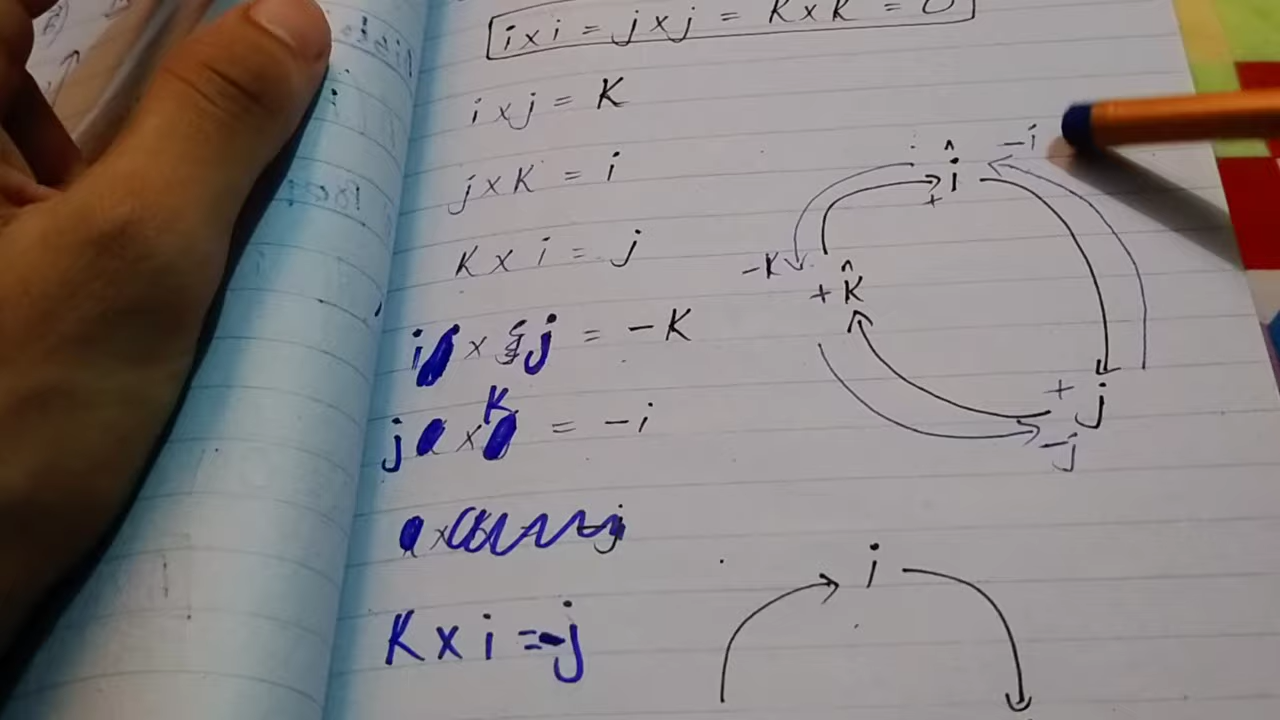 i x i = j x j = K x K = 0
i x j = K
j x K = i
K x i = j
i x j = -K
j x K = -i
-j
K x i = -j
î
-i
+
-K
+ k̂
+ j
-j
i